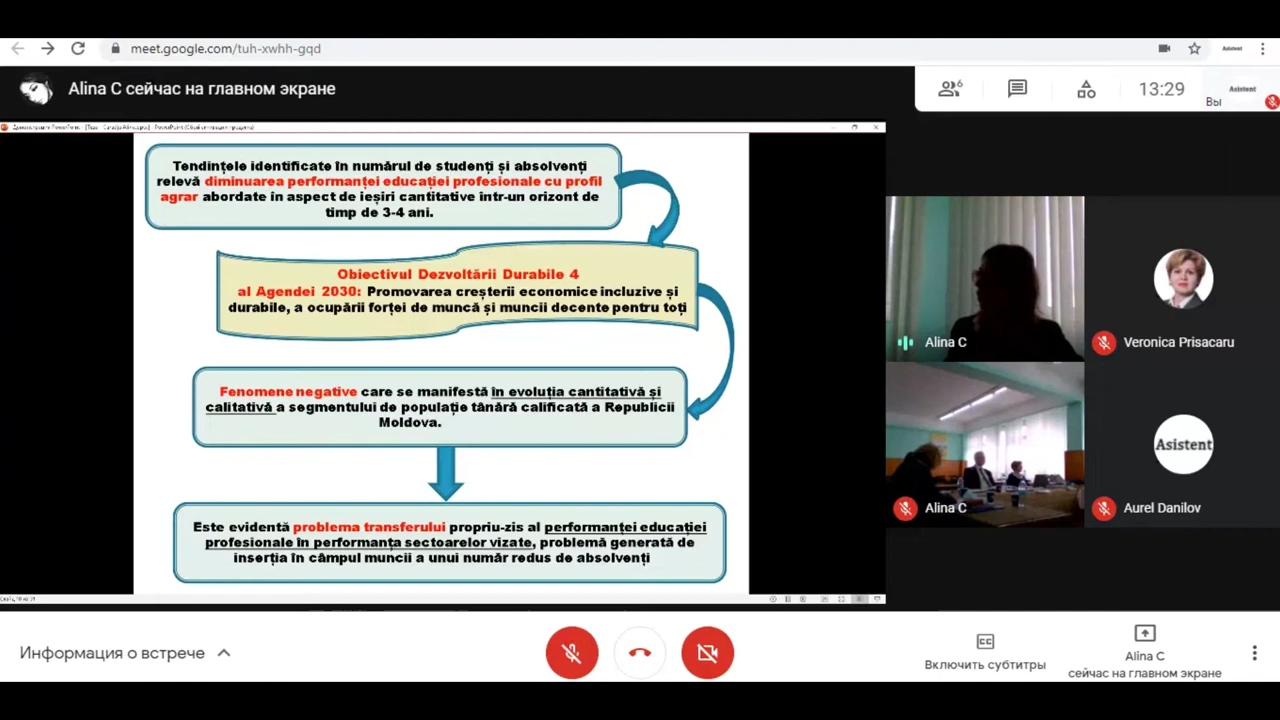 meet.google.com/tuh-xwhh-gqd
Asistent
Alina C сейчас на главном экране
6
13:29
Asistent
Вы
Tendințele identificate în numărul de studenți și absolvenți
relevă diminuarea performanței educației profesionale cu profil
agrar abordate în aspect de ieșiri cantitative într-un orizont de
timp de 3-4 ani.
Obiectivul Dezvoltării Durabile 4
al Agendei 2030: Promovarea creșterii economice incluzive și
durabile, a ocupării forței de muncă și muncii decente pentru toți
Fenomene negative care se manifestă în evoluția cantitativă și
calitativă a segmentului de populație tânără calificată a Republicii
Moldova.
Este evidentă problema transferului propriu-zis al performanței educației
profesionale în performanța sectoarelor vizate, problemă generată de
inserția în câmpul muncii a unui număr redus de absolvenți
Alina C
Veronica Prisacaru
Alina C
Asistent
Aurel Danilov
Информация о встрече
Включить субтитры
Alina C
сейчас на главном экране